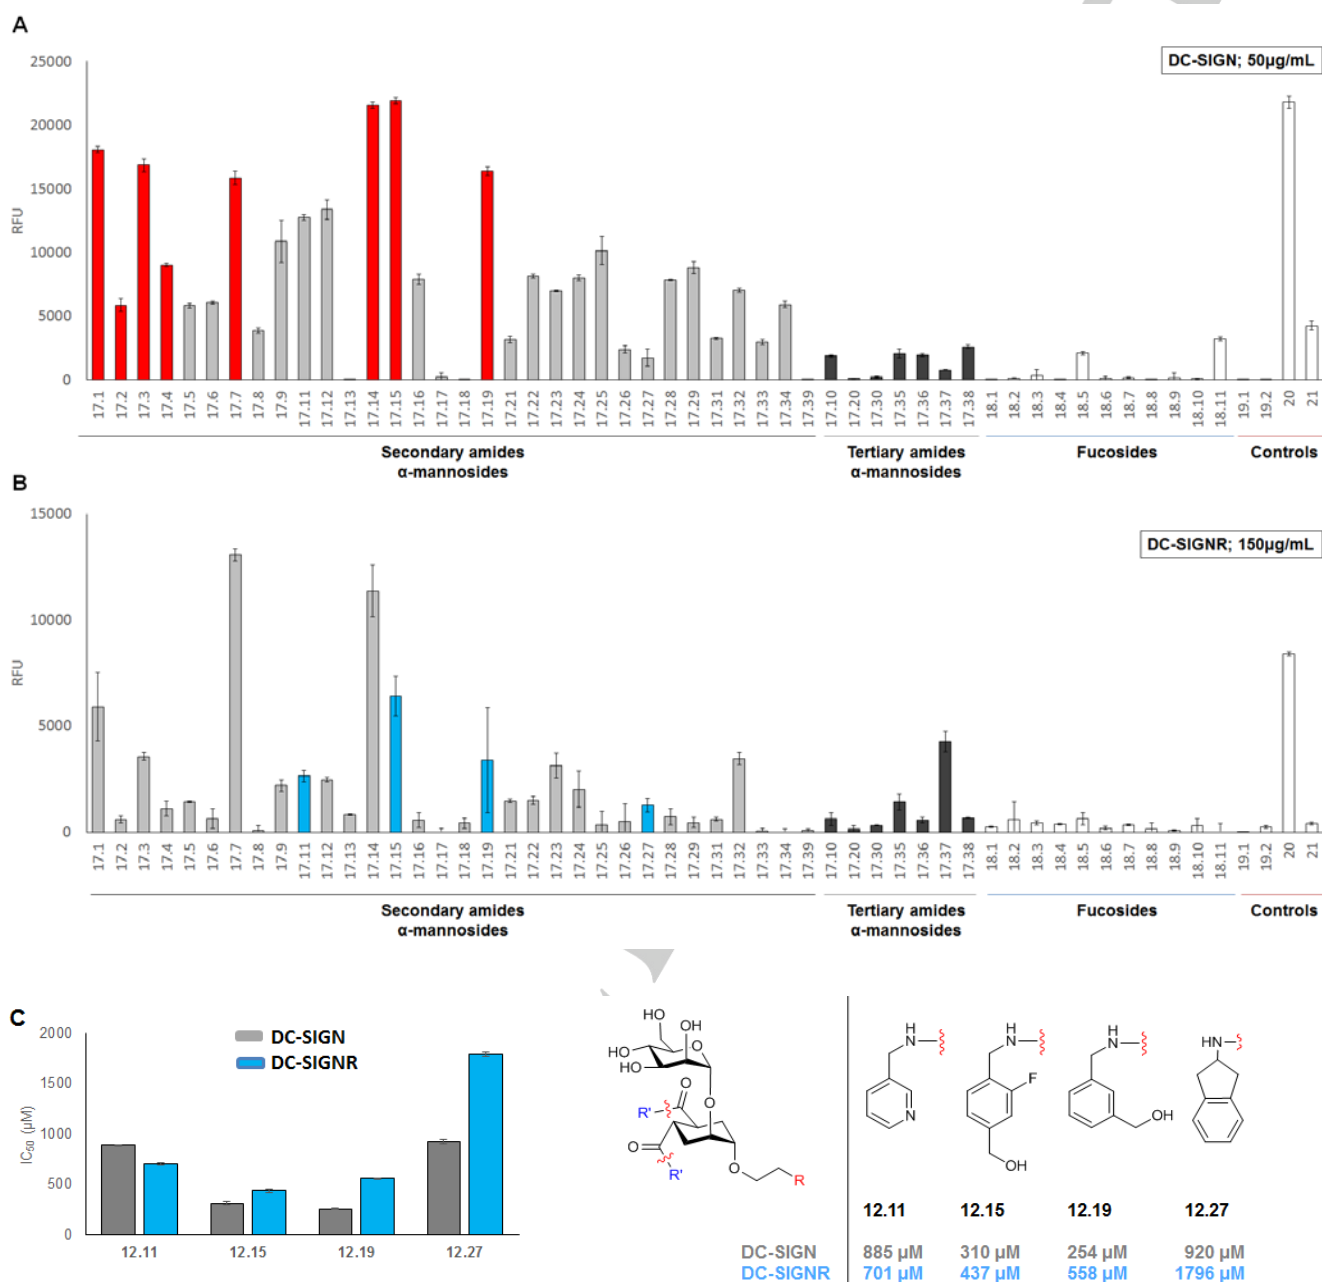 A
DC-SIGN; 50µg/mL
25000
20000
15000
10000
5000
0
RFU
17.1 17.2 17.3 17.4 17.5 17.6 17.7 17.8 17.9 17.11 17.12 17.13 17.14 17.15 17.16 17.17 17.18 17.19 17.21 17.22 17.23 17.24 17.25 17.26 17.27 17.28 17.29 17.31 17.32 17.33 17.34 17.39 17.10 17.20 17.30 17.35 17.36 17.37 17.38 18.1 18.2 18.3 18.4 18.5 18.6 18.7 18.8 18.9 18.10 18.11 19.1 19.2 20 21
Secondary amides
α-mannosides
Tertiary amides
α-mannosides
Fucosides
Controls
B
DC-SIGNR; 150µg/mL
15000
10000
5000
0
RFU
17.1 17.2 17.3 17.4 17.5 17.6 17.7 17.8 17.9 17.11 17.12 17.13 17.14 17.15 17.16 17.17 17.18 17.19 17.21 17.22 17.23 17.24 17.25 17.26 17.27 17.28 17.29 17.31 17.32 17.33 17.34 17.39 17.10 17.20 17.30 17.35 17.36 17.37 17.38 18.1 18.2 18.3 18.4 18.5 18.6 18.7 18.8 18.9 18.10 18.11 19.1 19.2 20 21
Secondary amides
α-mannosides
Tertiary amides
α-mannosides
Fucosides
Controls
C
DC-SIGN
DC-SIGNR
2000
1500
1000
500
0
IC50 (µM)
12.11 12.15 12.19 12.27
HO
OH
HO
HO
O
O
O
R'
O
R'
O
R
H
N
N
H
N
F
OH
H
N
OH
HN
12.11 12.15 12.19 12.27
DC-SIGN 885 µM 310 µM 254 µM 920 µM
DC-SIGNR 701 µM 437 µM 558 µM 1796 µM